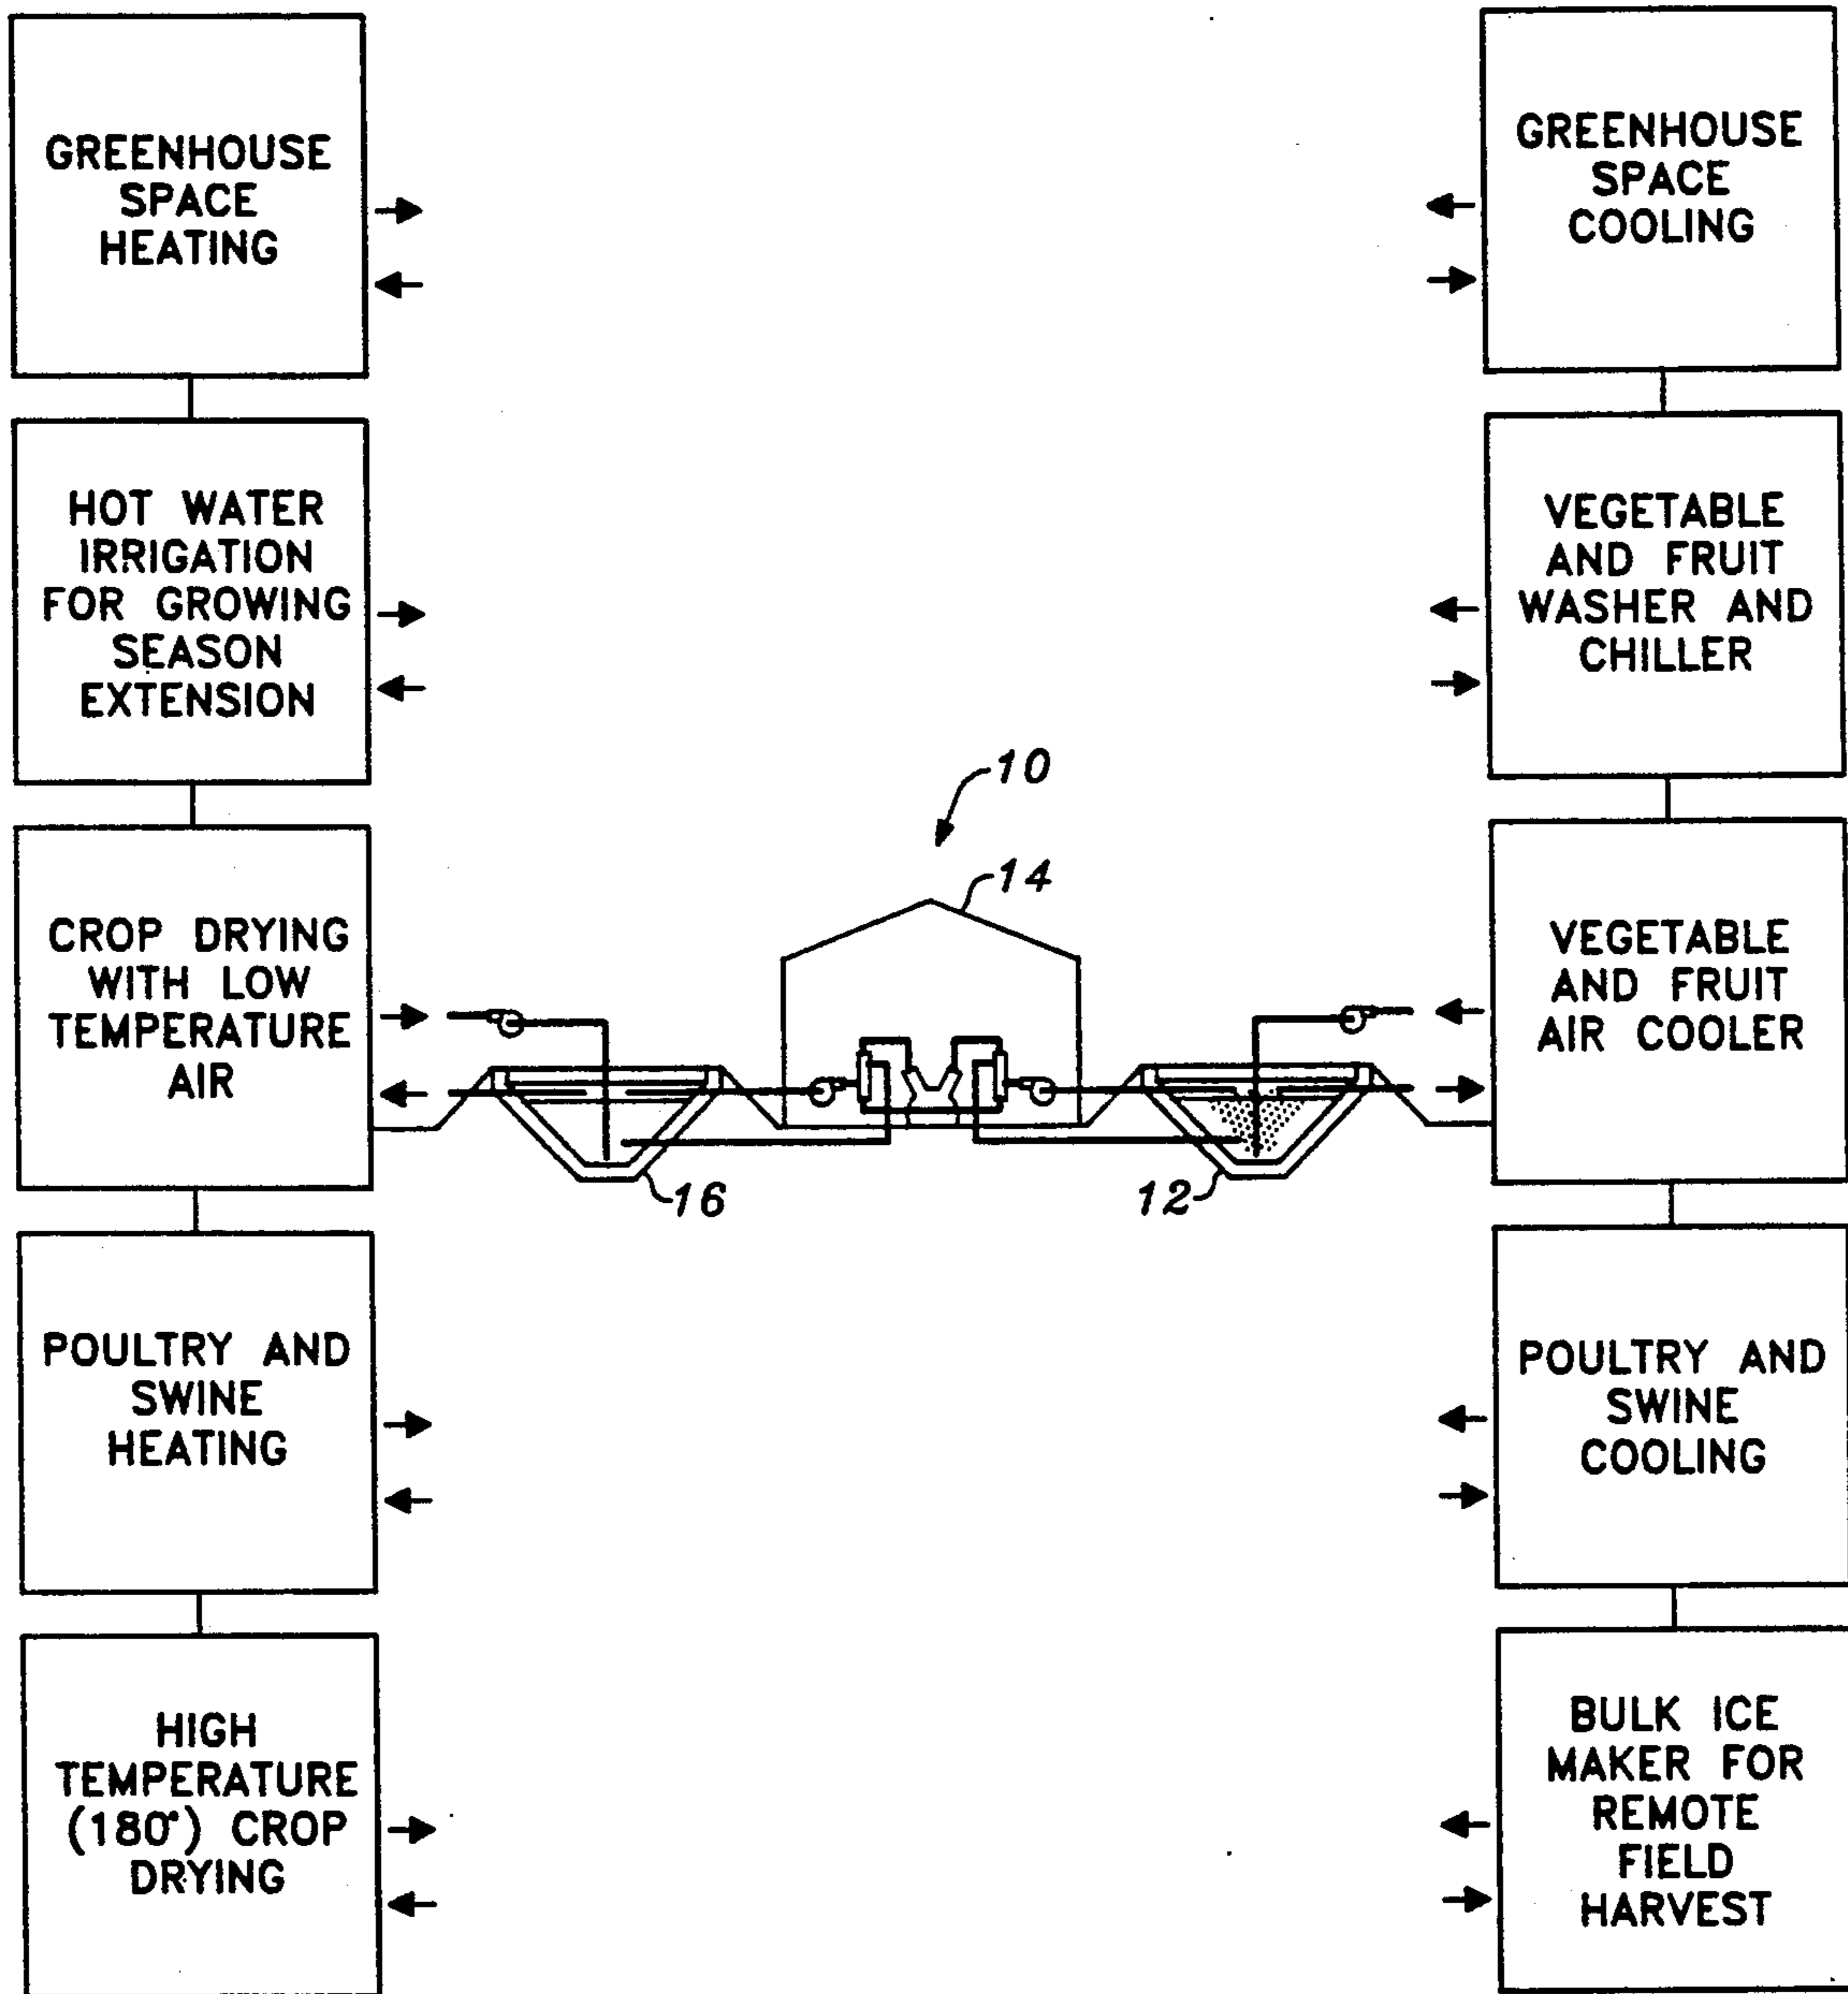 GREENHOUSE
SPACE
HEATING
HOT WATER
IRRIGATION
FOR GROWING
SEASON
EXTENSION
CROP DRYING
WITH LOW
TEMPERATURE
AIR
POULTRY AND
SWINE
HEATING
HIGH
TEMPERATURE
(180°) CROP
DRYING
10
14
16
12
GREENHOUSE
SPACE
COOLING
VEGETABLE
AND FRUIT
WASHER AND
CHILLER
VEGETABLE
AND FRUIT
AIR COOLER
POULTRY AND
SWINE
COOLING
BULK ICE
MAKER FOR
REMOTE
FIELD
HARVEST